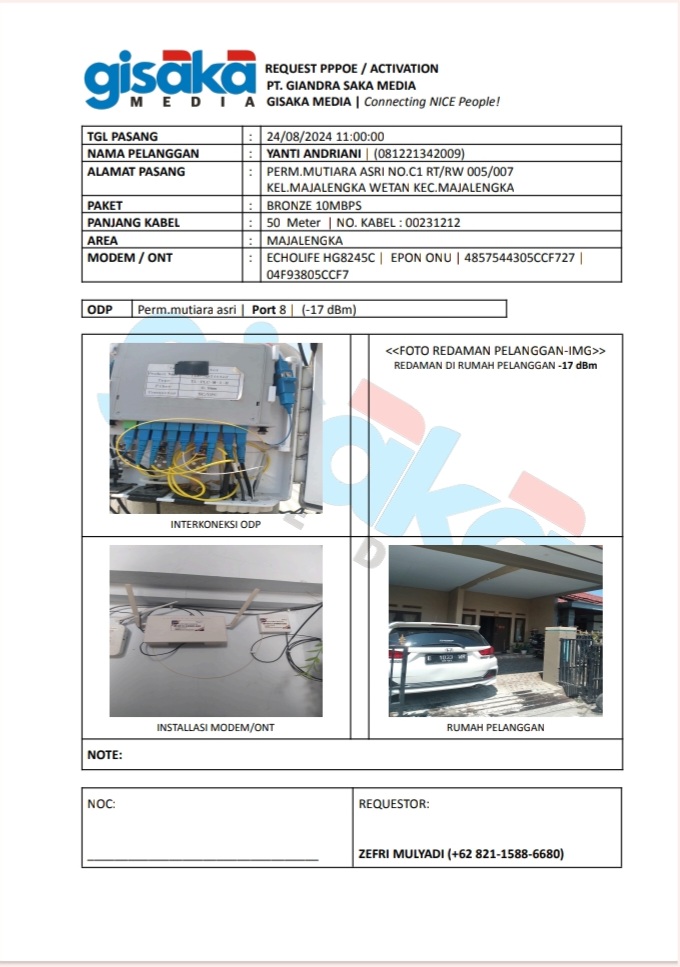 gisaka
MEDIA
REQUEST PPPOE / ACTIVATION
PT. GIANDRA SAKA MEDIA
GISAKA MEDIA | Connecting NICE People!
TGL PASANG : 24/08/2024 11:00:00
NAMA PELANGGAN : YANTI ANDRIANI | (081221342009)
ALAMAT PASANG : PERM.MUTIARA ASRI NO.C1 RT/RW 005/007
KEL.MAJALENGKA WETAN KEC.MAJALENGKA
PAKET : BRONZE 10MBPS
PANJANG KABEL : 50 Meter | NO. KABEL : 00231212
AREA : MAJALENGKA
MODEM / ONT : ECHOLIFE HG8245C | EPON ONU | 4857544305CCF727 |
04F93805CCF7
ODP Perm.mutiara asri | Port 8 | (-17 dBm)
<<FOTO REDAMAN PELANGGAN-IMG>>
REDAMAN DI RUMAH PELANGGAN -17 dBm
INTERKONEKSI ODP
INSTALLASI MODEM/ONT
RUMAH PELANGGAN
NOTE:
NOC:
REQUESTOR:
ZEFRI MULYADI (+62 821-1588-6680)